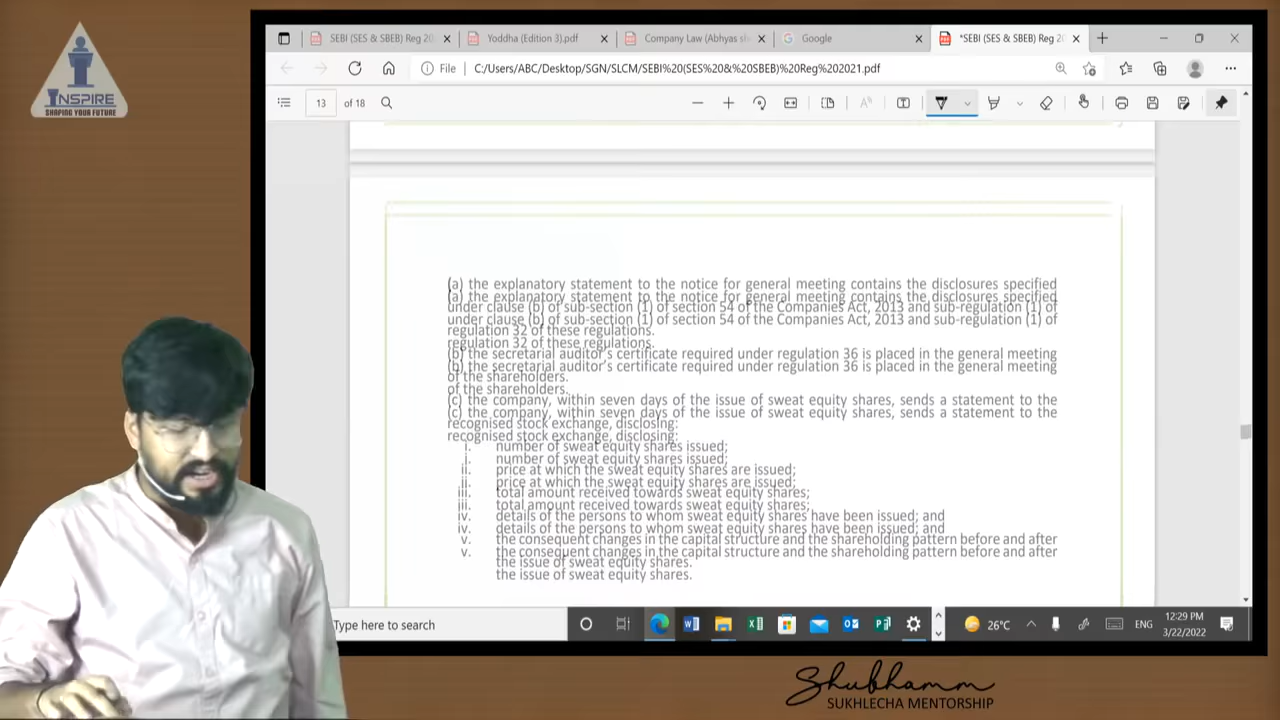 INSPIRE
SHAPING YOUR FUTURE
SEBI (SES & SBEB) Reg 20
Yoddha (Edition 3).pdf
Company Law (Abhyas sh
Google
*SEBI (SES & SBEB) Reg 2
File
C:/Users/ABC/Desktop/SGN/SLCM/SEBI%20(SES%20&%20SBEB)%20Reg%202021.pdf
13 of 18
(a) the explanatory statement to the notice for general meeting contains the disclosures specified
(a) the explanatory statement to the notice for general meeting contains the disclosures specified
under clause (b) of sub-section (1) of section 54 of the Companies Act, 2013 and sub-regulation (1) of
under clause (b) of sub-section (1) of section 54 of the Companies Act, 2013 and sub-regulation (1) of
regulation 32 of these regulations.
regulation 32 of these regulations.
(b) the secretarial auditor's certificate required under regulation 36 is placed in the general meeting
(b) the secretarial auditor's certificate required under regulation 36 is placed in the general meeting
of the shareholders.
of the shareholders.
(c) the company, within seven days of the issue of sweat equity shares, sends a statement to the
(c) the company, within seven days of the issue of sweat equity shares, sends a statement to the
recognised stock exchange, disclosing:
recognised stock exchange, disclosing:
i. number of sweat equity shares issued;
i. number of sweat equity shares issued;
ii. price at which the sweat equity shares are issued;
ii. price at which the sweat equity shares are issued;
iii. total amount received towards sweat equity shares;
iii. total amount received towards sweat equity shares;
iv. details of the persons to whom sweat equity shares have been issued; and
iv. details of the persons to whom sweat equity shares have been issued; and
v. the consequent changes in the capital structure and the shareholding pattern before and after
v. the consequent changes in the capital structure and the shareholding pattern before and after
the issue of sweat equity shares.
the issue of sweat equity shares.
Type here to search
26°C
ENG
12:29 PM
3/22/2022
Shubhamm
SUKHLECHA MENTORSHIP